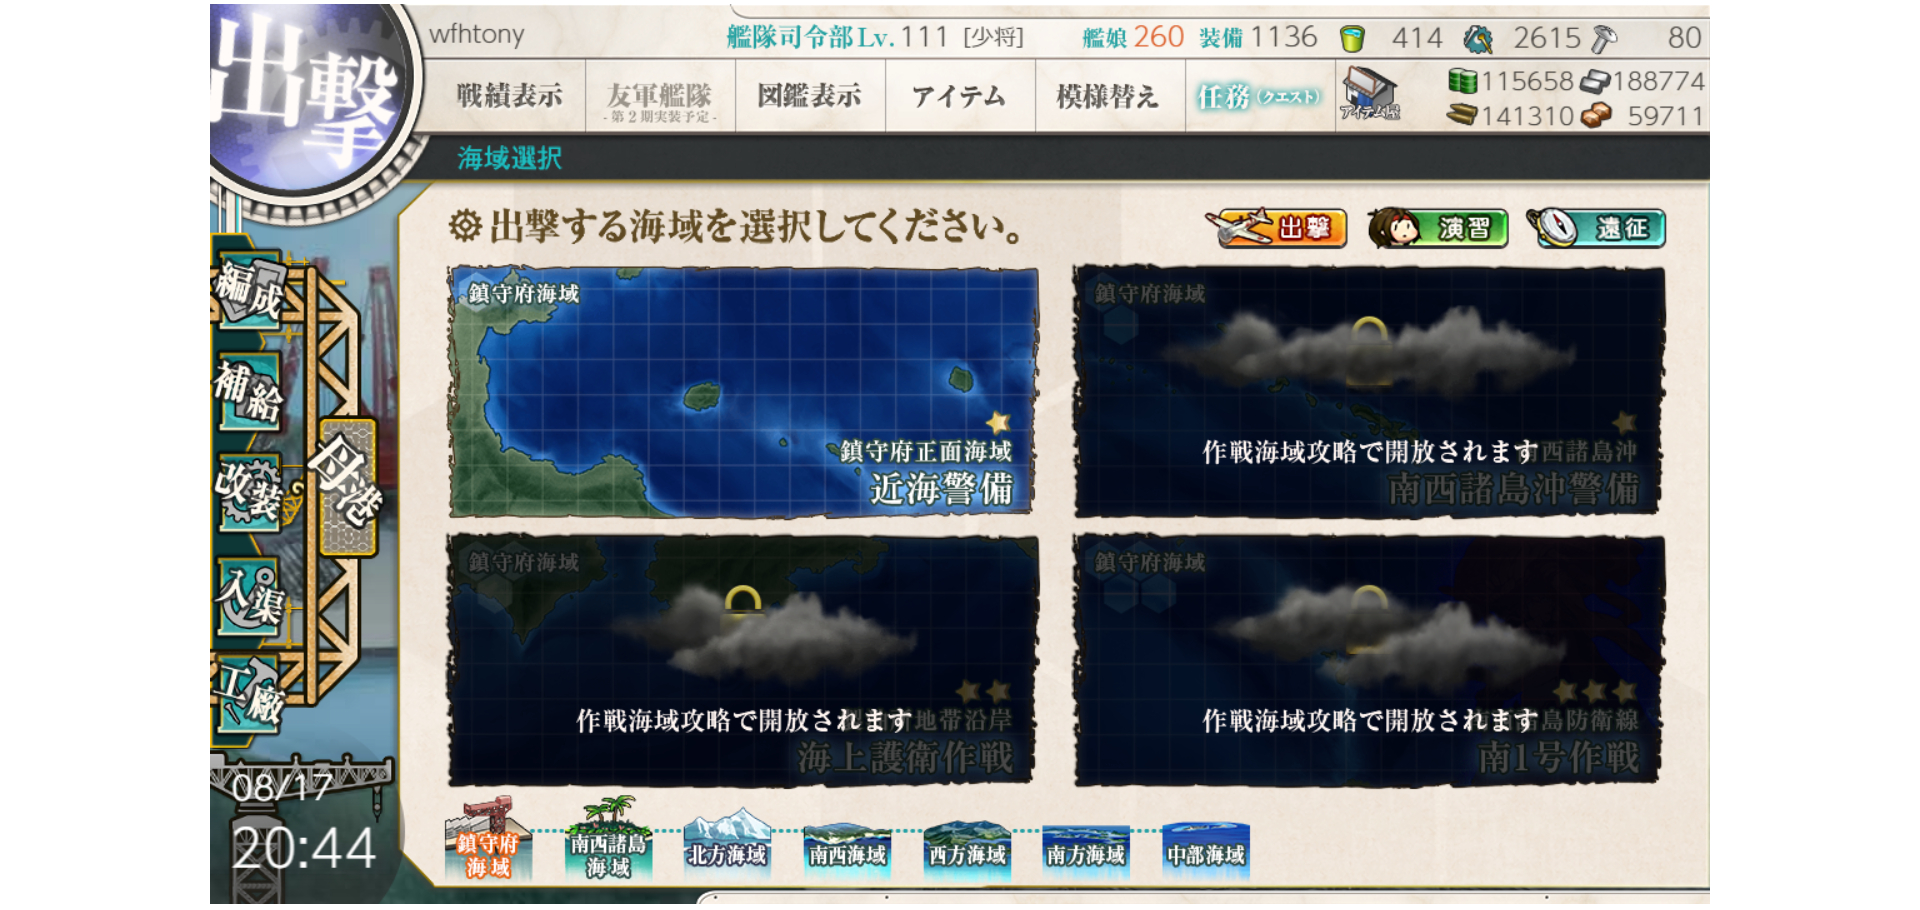 出撃
wfhtony
艦隊司令部Lv.111 [少将]
艦娘 260 装備 1136 414 2615 80
戦績表示
友軍艦隊
-第2期実装予定-
図鑑表示
アイテム
模様替え
任務(クエスト)
アイテム屋
115658 188774
141310 59711
海域選択
出撃する海域を選択してください。
出撃
演習
遠征
編成
補給
改装
入渠
工廠
母港
鎮守府海域
鎮守府正面海域
近海警備
鎮守府海域
作戦海域攻略で開放されます
西諸島沖
南西諸島沖警備
鎮守府海域
作戦海域攻略で開放されます
地帯沿岸
海上護衛作戦
鎮守府海域
作戦海域攻略で開放されます
島防衛線
南1号作戦
08/17
20:44
鎮守府
海域
南西諸島
海域
北方海域
南西海域
西方海域
南方海域
中部海域